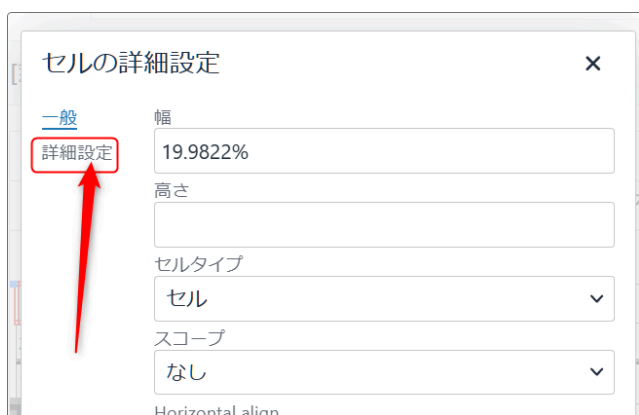 セルの詳細設定
一般
詳細設定
幅
19.9822%
高さ
セルタイプ
セル
スコープ
なし
Horizontal align